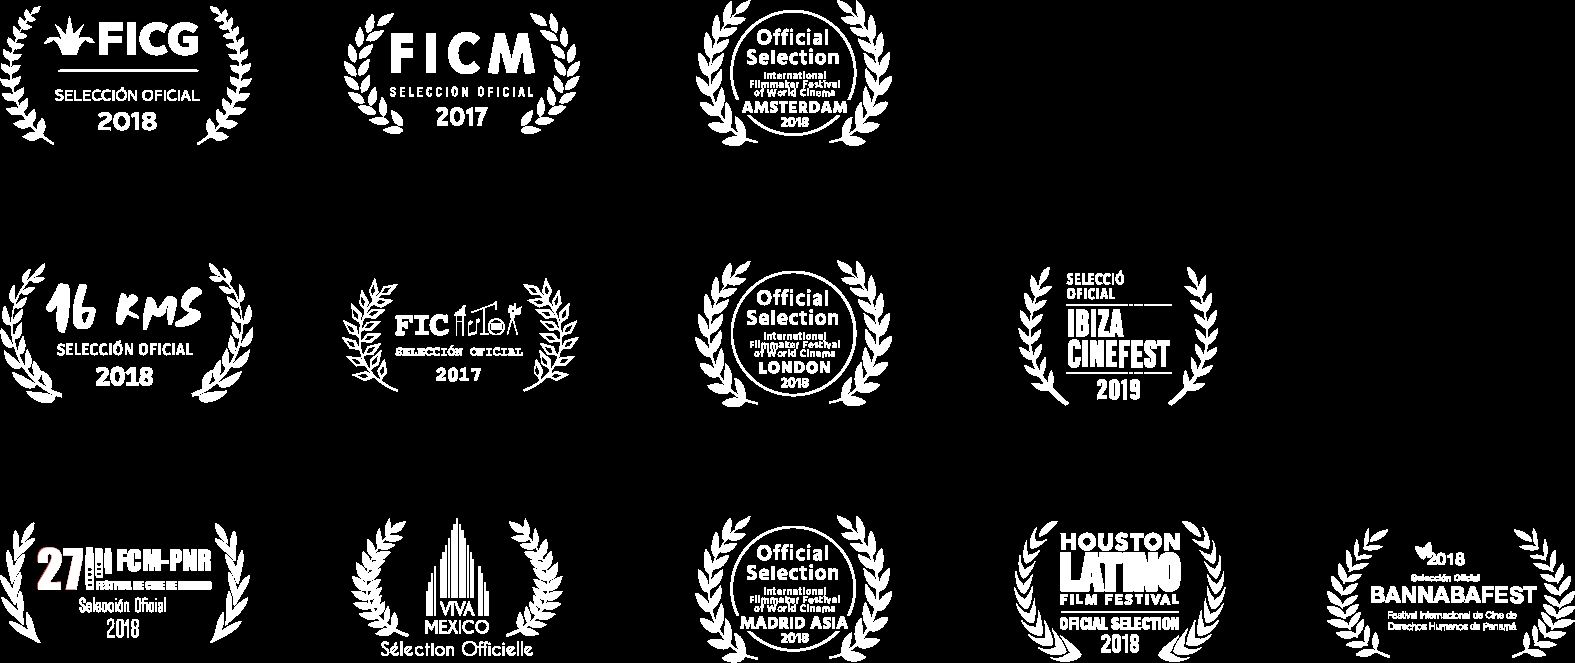 FICG
SELECCIÓN OFICIAL
2018
FICM
SELECCIÓN OFICIAL
2017
Official
Selection
International
Filmmaker Festival
of World Cinema
AMSTERDAM
2018
16 KMS
SELECCIÓN OFICIAL
2018
FIC AUTOR
SELECCIÓN OFICIAL
2017
Official
Selection
International
Filmmaker Festival
of World Cinema
LONDON
2018
SELECCIÓ
OFICIAL
IBIZA
CINEFEST
2019
27 FCM-PNR
FESTIVAL DE CINE DE
Selección Oficial
2018
VIVA
MEXICO
Sélection Officielle
Official
Selection
International
Filmmaker Festival
of World Cinema
MADRID ASIA
2018
HOUSTON
LATINO
FILM FESTIVAL
OFICIAL SELECTION
2018
2018
Selección Oficial
BANNABAFEST
Festival Internacional de Cine de
Derechos Humanos de Panamá